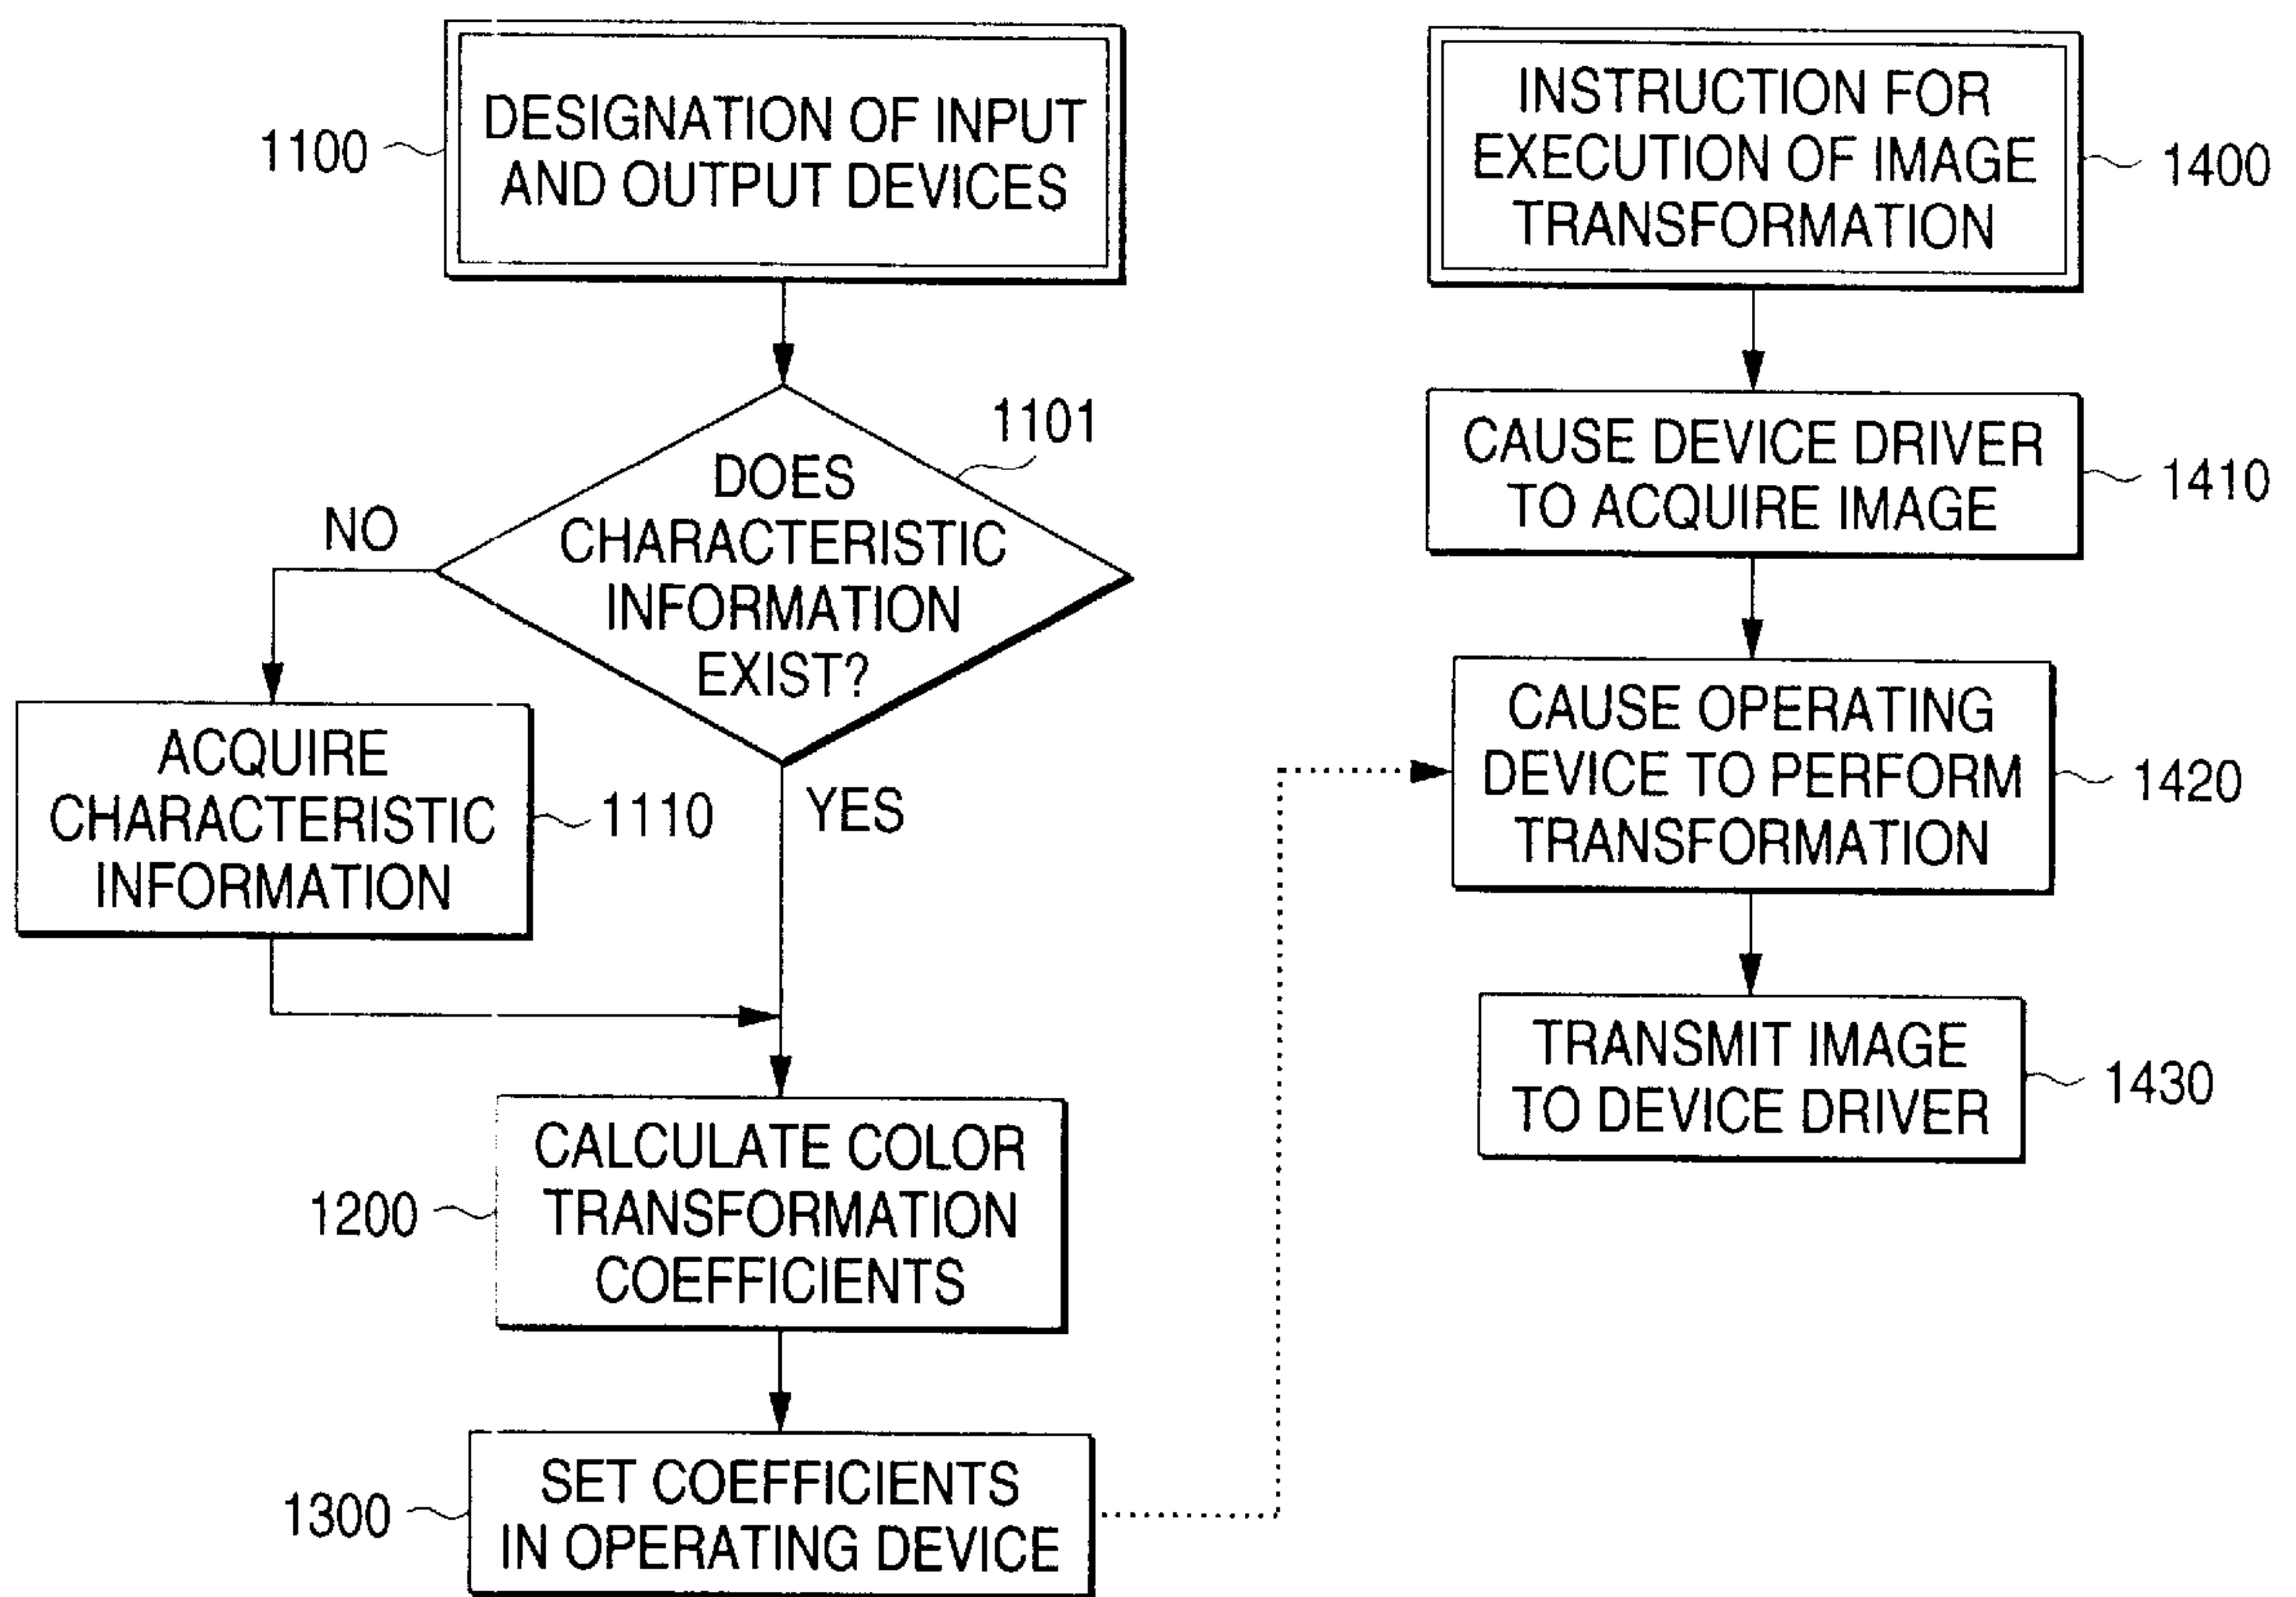 1100
DESIGNATION OF INPUT
AND OUTPUT DEVICES
1101
DOES
CHARACTERISTIC
INFORMATION
EXIST?
NO
YES
ACQUIRE
CHARACTERISTIC
INFORMATION
1110
1200
CALCULATE COLOR
TRANSFORMATION
COEFFICIENTS
1300
SET COEFFICIENTS
IN OPERATING DEVICE
INSTRUCTION FOR
EXECUTION OF IMAGE
TRANSFORMATION
1400
CAUSE DEVICE DRIVER
TO ACQUIRE IMAGE
1410
CAUSE OPERATING
DEVICE TO PERFORM
TRANSFORMATION
1420
TRANSMIT IMAGE
TO DEVICE DRIVER
1430